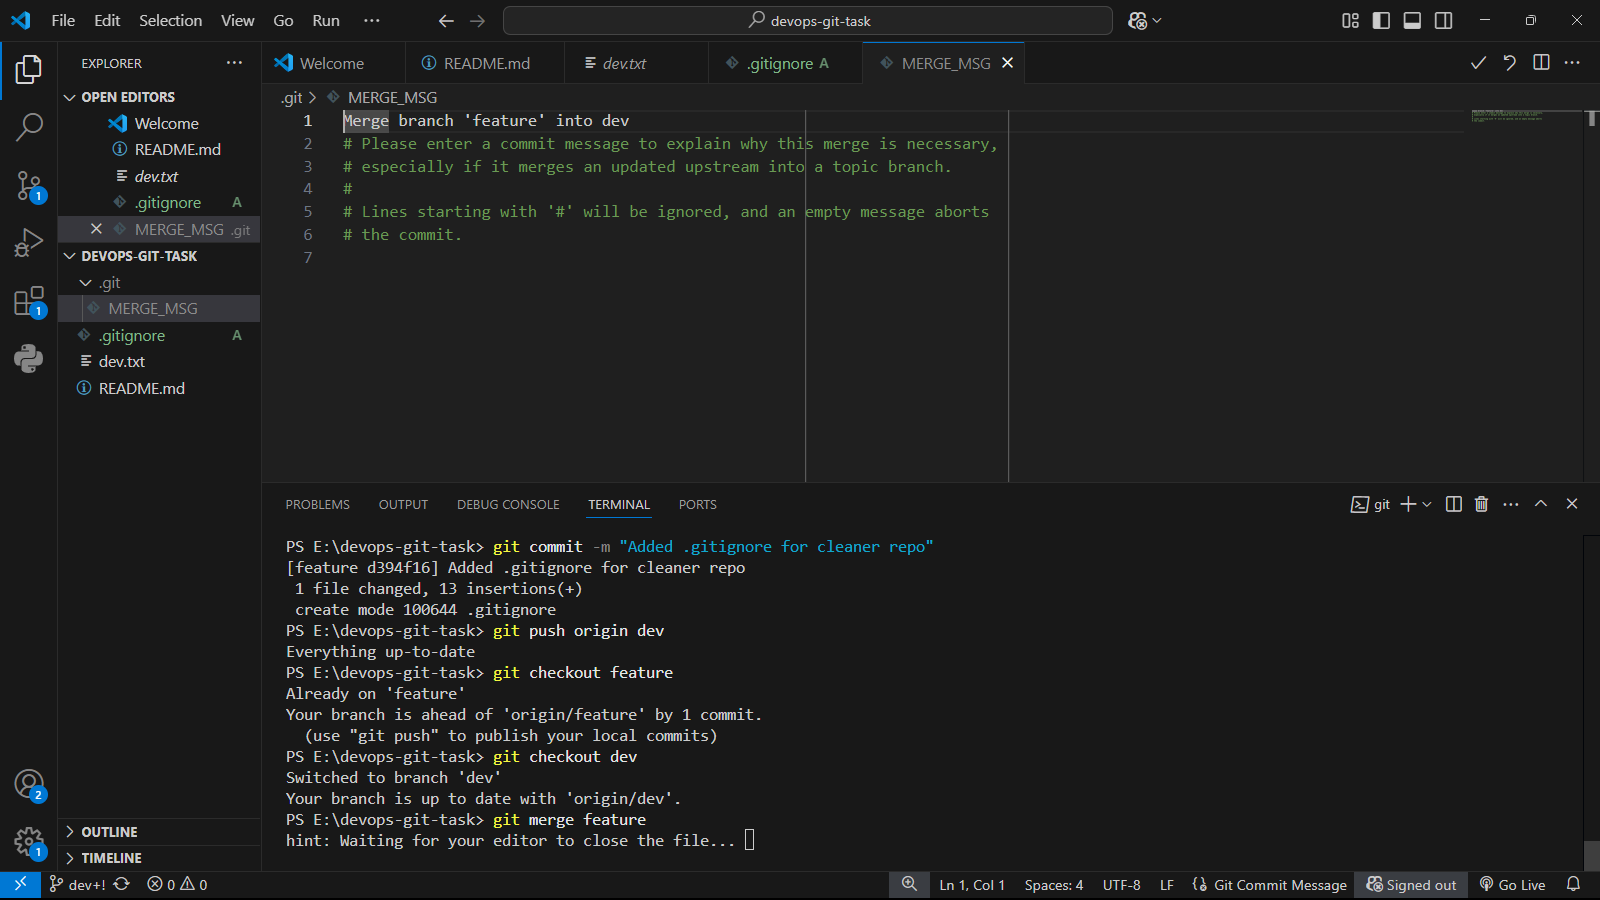 File Edit Selection View Go Run ...
devops-git-task
EXPLORER ...
OPEN EDITORS
Welcome
README.md
dev.txt
.gitignore A
MERGE_MSG .git
DEVOPS-GIT-TASK
.git
MERGE_MSG
.gitignore A
dev.txt
README.md
OUTLINE
TIMELINE
1
1
2
1
Welcome README.md dev.txt .gitignore A MERGE_MSG
.git > MERGE_MSG
1 Merge branch 'feature' into dev
2 # Please enter a commit message to explain why this merge is necessary,
3 # especially if it merges an updated upstream into a topic branch.
4 #
5 # Lines starting with '#' will be ignored, and an empty message aborts
6 # the commit.
7
PROBLEMS OUTPUT DEBUG CONSOLE TERMINAL PORTS git
PS E:\devops-git-task> git commit -m "Added .gitignore for cleaner repo"
[feature d394f16] Added .gitignore for cleaner repo
1 file changed, 13 insertions(+)
create mode 100644 .gitignore
PS E:\devops-git-task> git push origin dev
Everything up-to-date
PS E:\devops-git-task> git checkout feature
Already on 'feature'
Your branch is ahead of 'origin/feature' by 1 commit.
(use "git push" to publish your local commits)
PS E:\devops-git-task> git checkout dev
Switched to branch 'dev'
Your branch is up to date with 'origin/dev'.
PS E:\devops-git-task> git merge feature
hint: Waiting for your editor to close the file...
dev+! 0 0 Ln 1, Col 1 Spaces: 4 UTF-8 LF Git Commit Message Signed out Go Live